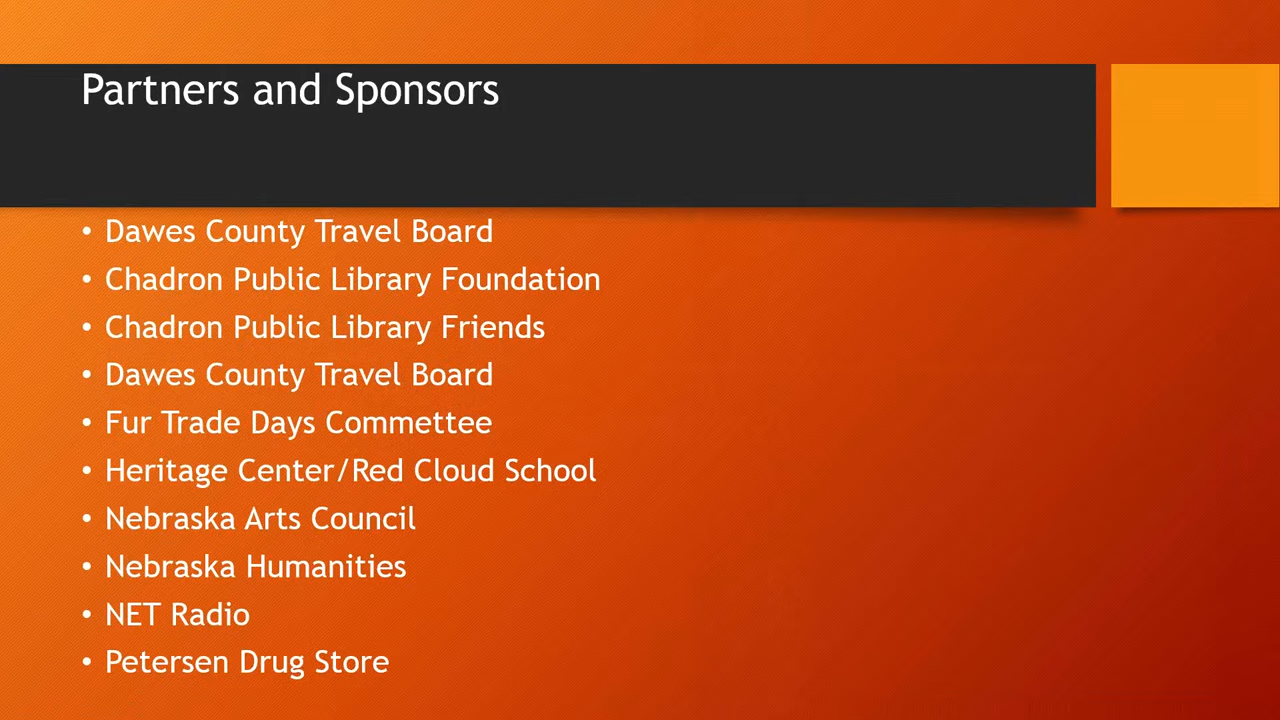 Partners and Sponsors
• Dawes County Travel Board
• Chadron Public Library Foundation
• Chadron Public Library Friends
• Dawes County Travel Board
• Fur Trade Days Commettee
• Heritage Center/Red Cloud School
• Nebraska Arts Council
• Nebraska Humanities
• NET Radio
• Petersen Drug Store